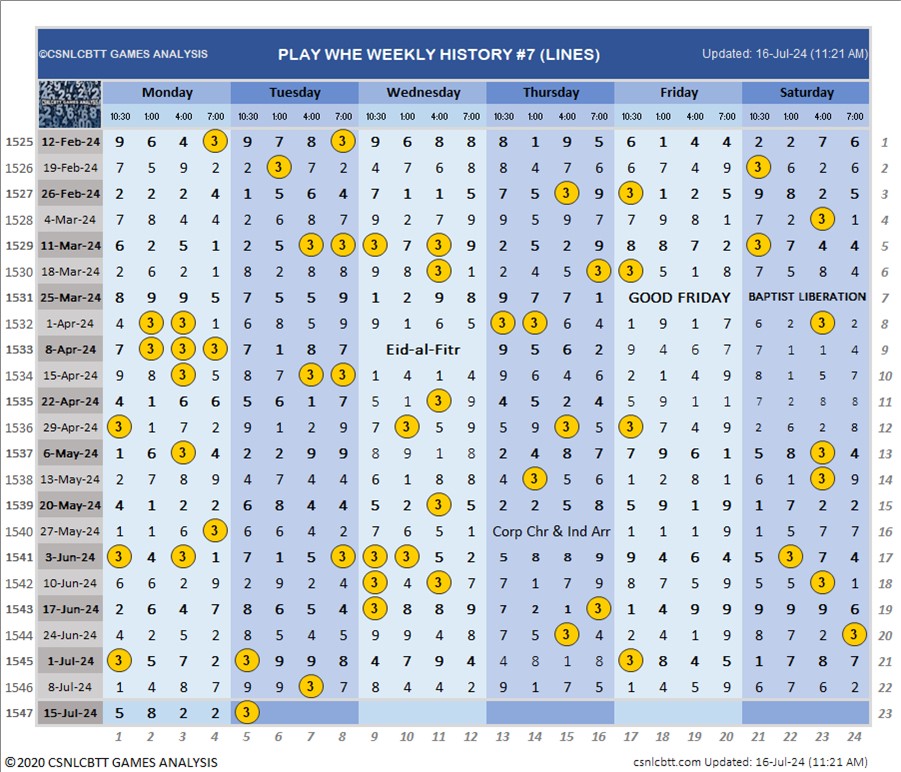 ©CSNLCBTT GAMES ANALYSIS PLAY WHE WEEKLY HISTORY #7 (LINES) Updated: 16-Jul-24 (11:21 AM)
Monday Tuesday Wednesday Thursday Friday Saturday
10:30 1:00 4:00 7:00 10:30 1:00 4:00 7:00 10:30 1:00 4:00 7:00 10:30 1:00 4:00 7:00 10:30 1:00 4:00 7:00 10:30 1:00 4:00 7:00
1525 12-Feb-24 9 6 4 3 9 7 8 3 9 6 8 8 8 1 9 5 6 1 4 4 2 2 7 6 1
1526 19-Feb-24 7 5 9 2 2 3 7 2 4 7 6 8 8 4 7 6 6 7 4 9 3 6 2 6 2
1527 26-Feb-24 2 2 2 4 1 5 6 4 7 1 1 5 7 5 3 9 3 1 2 5 9 8 2 5 3
1528 4-Mar-24 7 8 4 4 2 6 8 7 9 2 7 9 9 5 9 7 7 9 8 1 7 2 3 1 4
1529 11-Mar-24 6 2 5 1 2 5 3 3 3 7 3 9 2 5 2 9 8 8 7 2 3 7 4 4 5
1530 18-Mar-24 2 6 2 1 8 2 8 8 9 8 3 1 2 4 5 3 3 5 1 8 7 5 8 4 6
1531 25-Mar-24 8 9 9 5 7 5 5 9 1 2 9 8 9 7 7 1 GOOD FRIDAY BAPTIST LIBERATION 7
1532 1-Apr-24 4 3 3 1 6 8 5 9 9 1 6 5 3 3 6 4 1 9 1 7 6 2 3 2 8
1533 8-Apr-24 7 3 3 3 7 1 8 7 Eid-al-Fitr 9 5 6 2 9 4 6 7 7 1 1 4 9
1534 15-Apr-24 9 8 3 5 8 7 3 3 1 4 1 4 9 6 4 6 2 1 4 9 8 1 5 7 10
1535 22-Apr-24 4 1 6 6 5 6 1 7 5 1 3 9 4 5 2 4 5 9 1 1 7 2 8 8 11
1536 29-Apr-24 3 1 7 2 9 1 2 9 7 3 5 9 5 9 3 5 3 7 4 9 2 6 2 8 12
1537 6-May-24 1 6 3 4 2 2 9 9 8 9 1 8 2 4 8 7 7 9 6 1 5 8 3 4 13
1538 13-May-24 2 7 8 9 4 7 4 4 6 1 8 8 4 3 5 6 1 2 8 1 6 1 3 9 14
1539 20-May-24 4 1 2 2 6 8 4 4 5 2 3 5 2 2 5 8 5 9 1 9 1 7 2 2 15
1540 27-May-24 1 1 6 3 6 6 4 2 7 6 5 1 Corp Chr & Ind Arr 1 1 1 9 1 5 7 7 16
1541 3-Jun-24 3 4 3 1 7 1 5 3 3 3 5 2 5 8 8 9 9 4 6 4 5 3 7 4 17
1542 10-Jun-24 6 6 2 9 2 9 2 4 3 4 3 7 7 1 7 9 8 7 5 9 5 5 3 1 18
1543 17-Jun-24 2 6 4 7 8 6 5 4 3 8 8 9 7 2 1 3 1 4 9 9 9 9 9 6 19
1544 24-Jun-24 4 2 5 2 8 5 4 5 9 9 4 8 7 5 3 4 2 4 1 9 8 7 2 3 20
1545 1-Jul-24 3 5 7 2 3 9 9 8 4 7 9 4 4 8 1 8 3 8 4 5 1 7 8 7 21
1546 8-Jul-24 1 4 8 7 9 9 3 7 8 4 4 2 9 1 7 5 1 4 5 9 6 7 6 2 22
1547 15-Jul-24 5 8 2 2 3 23
1 2 3 4 5 6 7 8 9 10 11 12 13 14 15 16 17 18 19 20 21 22 23 24
©2020 CSNLCBTT GAMES ANALYSIS csnlcbtt.com Updated: 16-Jul-24 (11:21 AM)